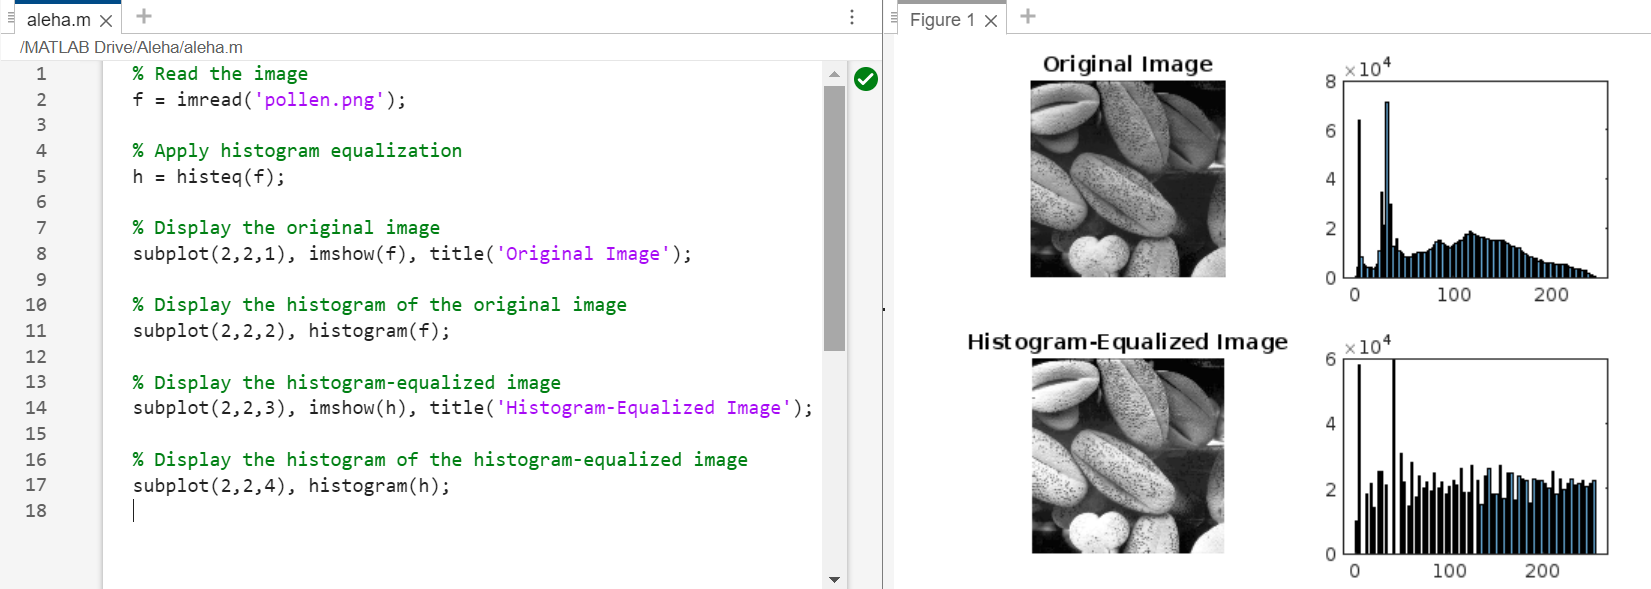 aleha.m
/MATLAB Drive/Aleha/aleha.m
1 % Read the image
2 f = imread('pollen.png');
3
4 % Apply histogram equalization
5 h = histeq(f);
6
7 % Display the original image
8 subplot(2,2,1), imshow(f), title('Original Image');
9
10 % Display the histogram of the original image
11 subplot(2,2,2), histogram(f);
12
13 % Display the histogram-equalized image
14 subplot(2,2,3), imshow(h), title('Histogram-Equalized Image');
15
16 % Display the histogram of the histogram-equalized image
17 subplot(2,2,4), histogram(h);
18
Figure 1
Original Image
×10⁴
8
6
4
2
0
0 100 200
Histogram-Equalized Image
×10⁴
6
4
2
0
0 100 200